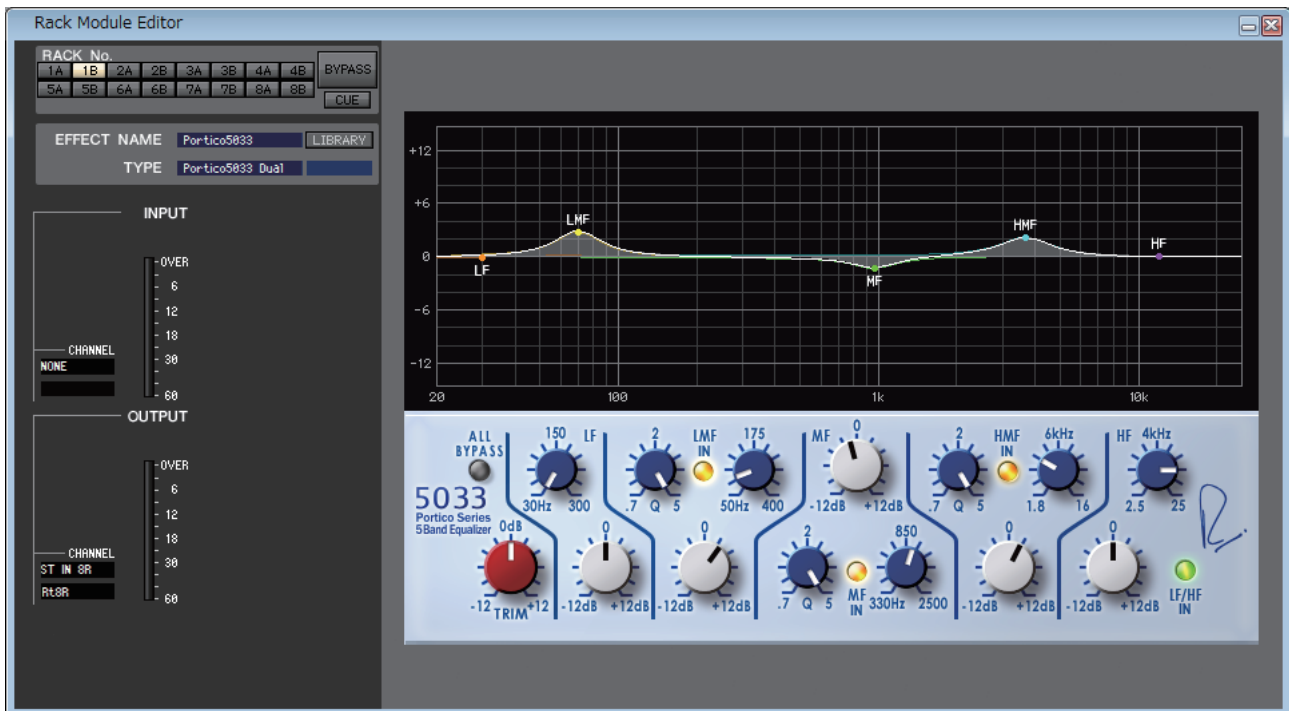 Rack Module Editor
RACK No.
1A 1B 2A 2B 3A 3B 4A 4B BYPASS
5A 5B 6A 6B 7A 7B 8A 8B
CUE
EFFECT NAME Portico5033 LIBRARY
TYPE Portico5033 Dual
INPUT
OVER
6
12
18
30
60
CHANNEL
NONE
OUTPUT
OVER
6
12
18
30
60
CHANNEL
ST IN 8R
Rt8R
+12
+6
0
-6
-12
LF
LMF
MF
HMF
HF
20 100 1k 10k
ALL
BYPASS
5033
Portico Series
5Band Equalizer
0dB
-12 TRIM +12
150 LF
30Hz 300
0
-12dB +12dB
2
.7 Q 5
LMF
IN
175
50Hz 400
0
-12dB +12dB
MF 0
-12dB +12dB
2
.7 Q 5
MF
IN
850
330Hz 2500
2
.7 Q 5
HMF
IN
6kHz
1.8 16
0
-12dB +12dB
HF 4kHz
2.5 25
0
-12dB +12dB
LF/HF
IN